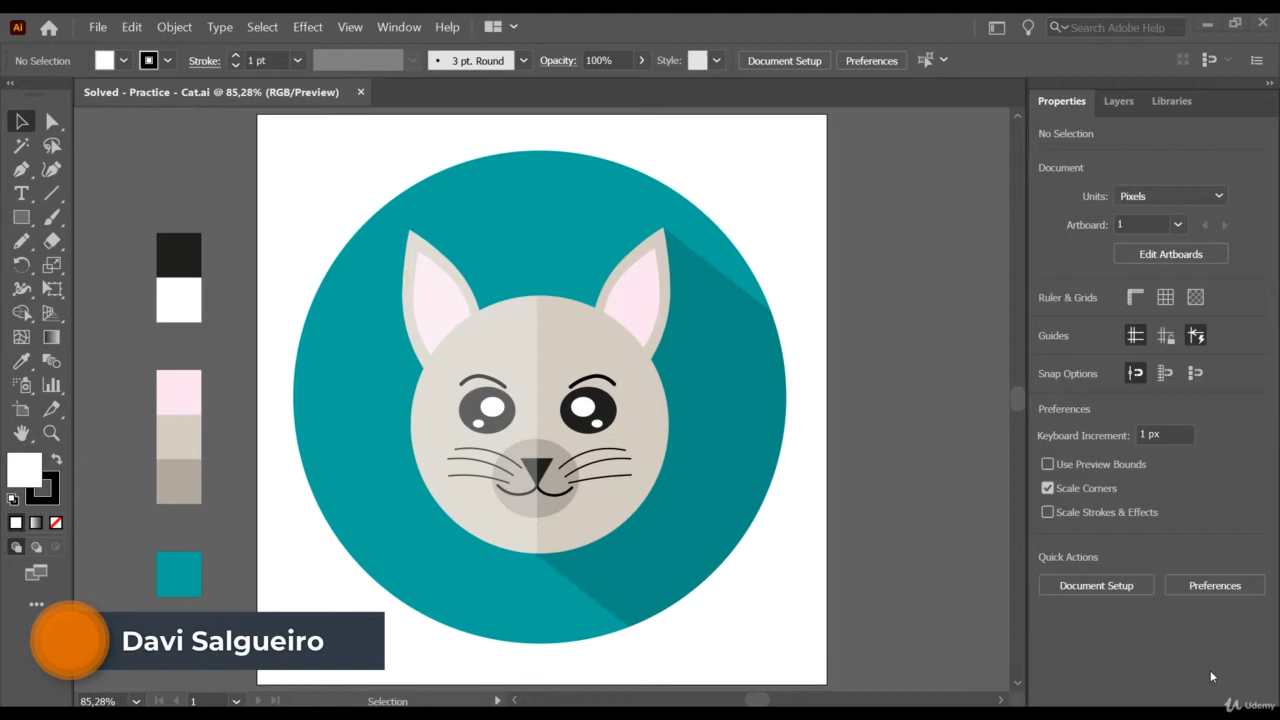 Ai File Edit Object Type Select Effect View Window Help Search Adobe Help
No Selection Stroke: 1 pt 3 pt. Round Opacity: 100% Style: Document Setup Preferences
Solved - Practice - Cat.ai @ 85,28% (RGB/Preview)
Properties Layers Libraries
No Selection
Document
Units: Pixels
Artboard: 1
Edit Artboards
Ruler & Grids
Guides
Snap Options
Preferences
Keyboard Increment: 1 px
Use Preview Bounds
Scale Corners
Scale Strokes & Effects
Quick Actions
Document Setup Preferences
Davi Salgueiro
85,28% 1 Selection
Udemy